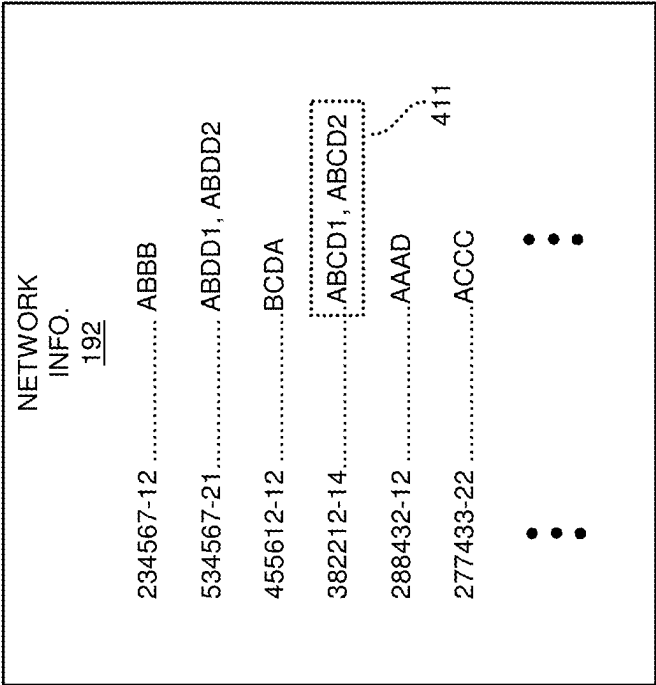 NETWORK
INFO.
192
234567-12 ................ ABBB
534567-21................ABDD1, ABDD2
455612-12 ................BCDA
382212-14................ABCD1, ABCD2
411
288432-12 ................AAAD
277433-22 ................ACCC